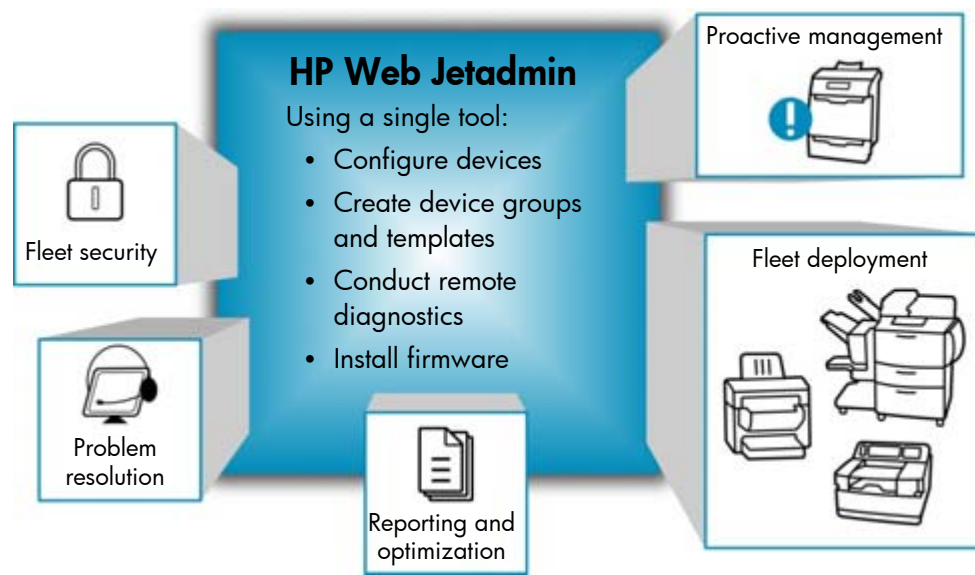 HP Web Jetadmin
Using a single tool:
• Configure devices
• Create device groups
and templates
• Conduct remote
diagnostics
• Install firmware
Proactive management
Fleet security
Fleet deployment
Problem
resolution
Reporting and
optimization